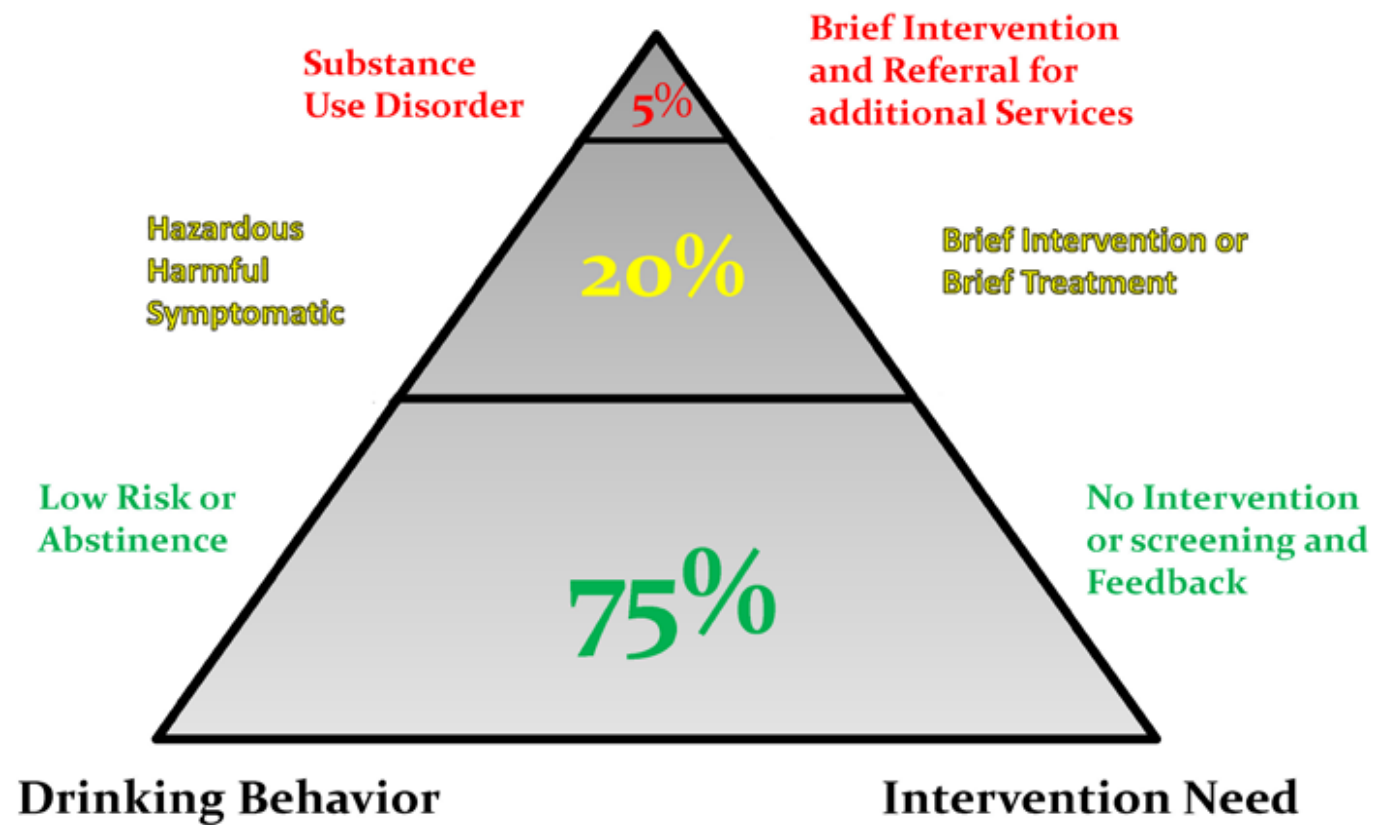 Substance
Use Disorder
5%
Brief Intervention
and Referral for
additional Services
Hazardous
Harmful
Symptomatic
20%
Brief Intervention or
Brief Treatment
Low Risk or
Abstinence
75%
No Intervention
or screening and
Feedback
Drinking Behavior
Intervention Need